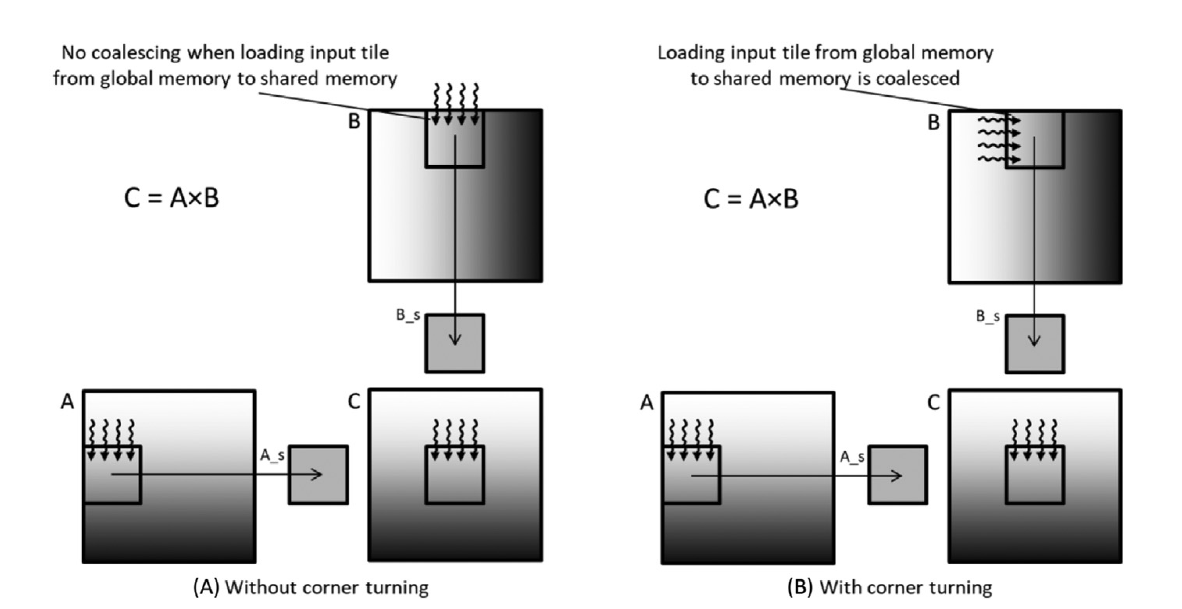 No coalescing when loading input tile
from global memory to shared memory
B
C = A×B
B_s
A
C
A_s
(A) Without corner turning
Loading input tile from global memory
to shared memory is coalesced
B
C = A×B
B_s
A
C
A_s
(B) With corner turning